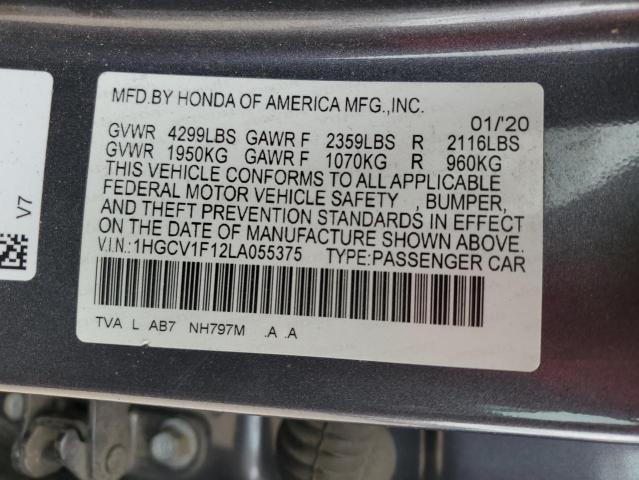 MFD.BY HONDA OF AMERICA MFG.,INC.
01/'20
GVWR 4299LBS GAWR F 2359LBS R 2116LBS
GVWR 1950KG GAWR F 1070KG R 960KG
THIS VEHICLE CONFORMS TO ALL APPLICABLE
FEDERAL MOTOR VEHICLE SAFETY , BUMPER,
AND THEFT PREVENTION STANDARDS IN EFFECT
ON THE DATE OF MANUFACTURE SHOWN ABOVE.
V.I.N.:1HGCV1F12LA055375 TYPE:PASSENGER CAR
TVA L AB7 NH797M .A .A
V7